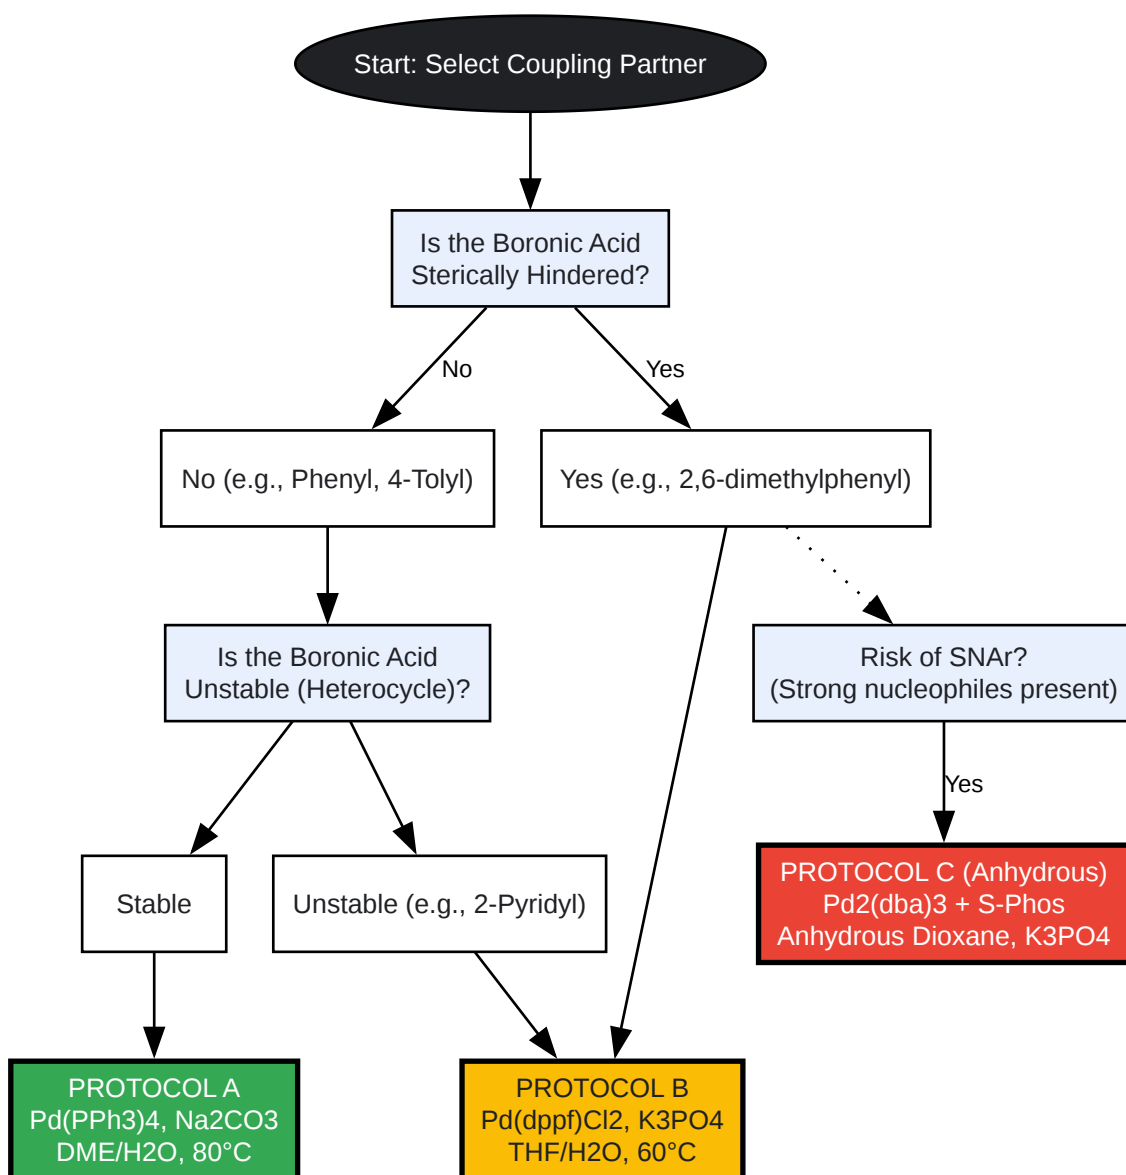 Start: Select Coupling Partner
Is the Boronic Acid
Sterically Hindered?
No
Yes
No (e.g., Phenyl, 4-Tolyl)
Yes (e.g., 2,6-dimethylphenyl)
Is the Boronic Acid
Unstable (Heterocycle)?
Risk of SNAr?
(Strong nucleophiles present)
Yes
Stable
Unstable (e.g., 2-Pyridyl)
PROTOCOL C (Anhydrous)
Pd2(dba)3 + S-Phos
Anhydrous Dioxane, K3PO4
PROTOCOL A
Pd(PPh3)4, Na2CO3
DME/H2O, 80°C
PROTOCOL B
Pd(dppf)Cl2, K3PO4
THF/H2O, 60°C